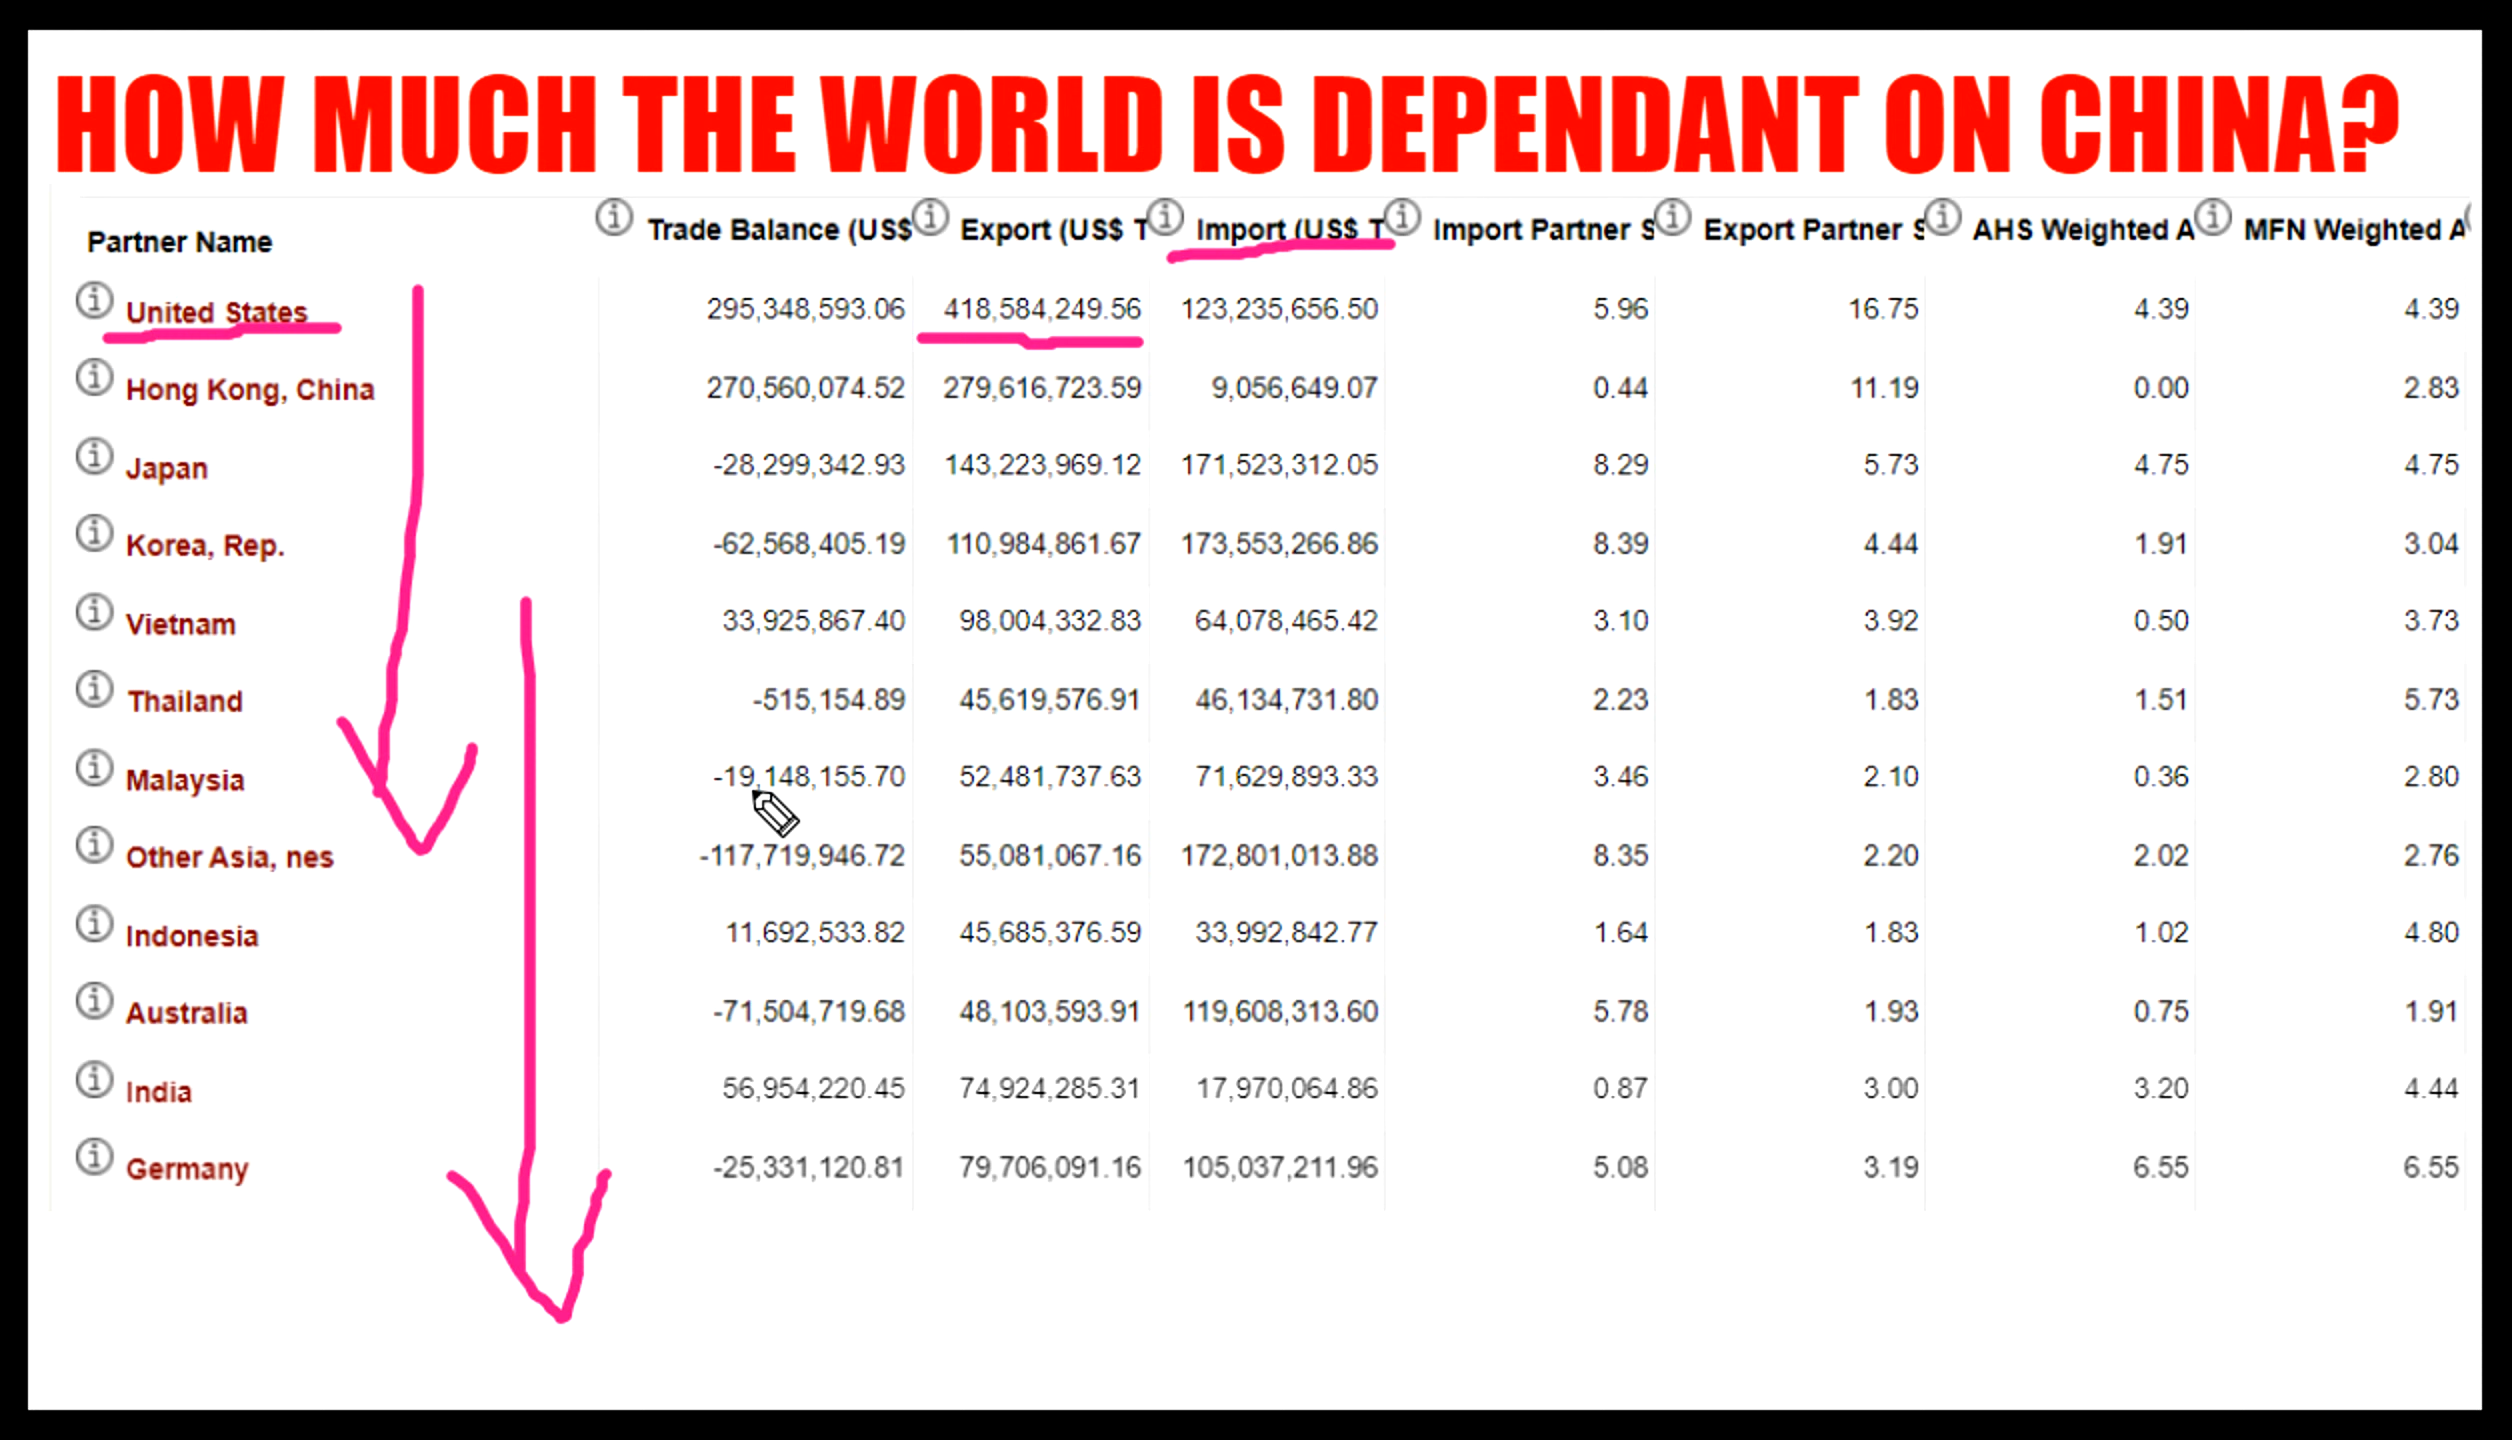 HOW MUCH THE WORLD IS DEPENDANT ON CHINA?
Partner Name Trade Balance (US$ Export (US$ T Import (US$ T Import Partner S Export Partner S AHS Weighted A MFN Weighted A
United States 295,348,593.06 418,584,249.56 123,235,656.50 5.96 16.75 4.39 4.39
Hong Kong, China 270,560,074.52 279,616,723.59 9,056,649.07 0.44 11.19 0.00 2.83
Japan -28,299,342.93 143,223,969.12 171,523,312.05 8.29 5.73 4.75 4.75
Korea, Rep. -62,568,405.19 110,984,861.67 173,553,266.86 8.39 4.44 1.91 3.04
Vietnam 33,925,867.40 98,004,332.83 64,078,465.42 3.10 3.92 0.50 3.73
Thailand -515,154.89 45,619,576.91 46,134,731.80 2.23 1.83 1.51 5.73
Malaysia -19,148,155.70 52,481,737.63 71,629,893.33 3.46 2.10 0.36 2.80
Other Asia, nes -117,719,946.72 55,081,067.16 172,801,013.88 8.35 2.20 2.02 2.76
Indonesia 11,692,533.82 45,685,376.59 33,992,842.77 1.64 1.83 1.02 4.80
Australia -71,504,719.68 48,103,593.91 119,608,313.60 5.78 1.93 0.75 1.91
India 56,954,220.45 74,924,285.31 17,970,064.86 0.87 3.00 3.20 4.44
Germany -25,331,120.81 79,706,091.16 105,037,211.96 5.08 3.19 6.55 6.55